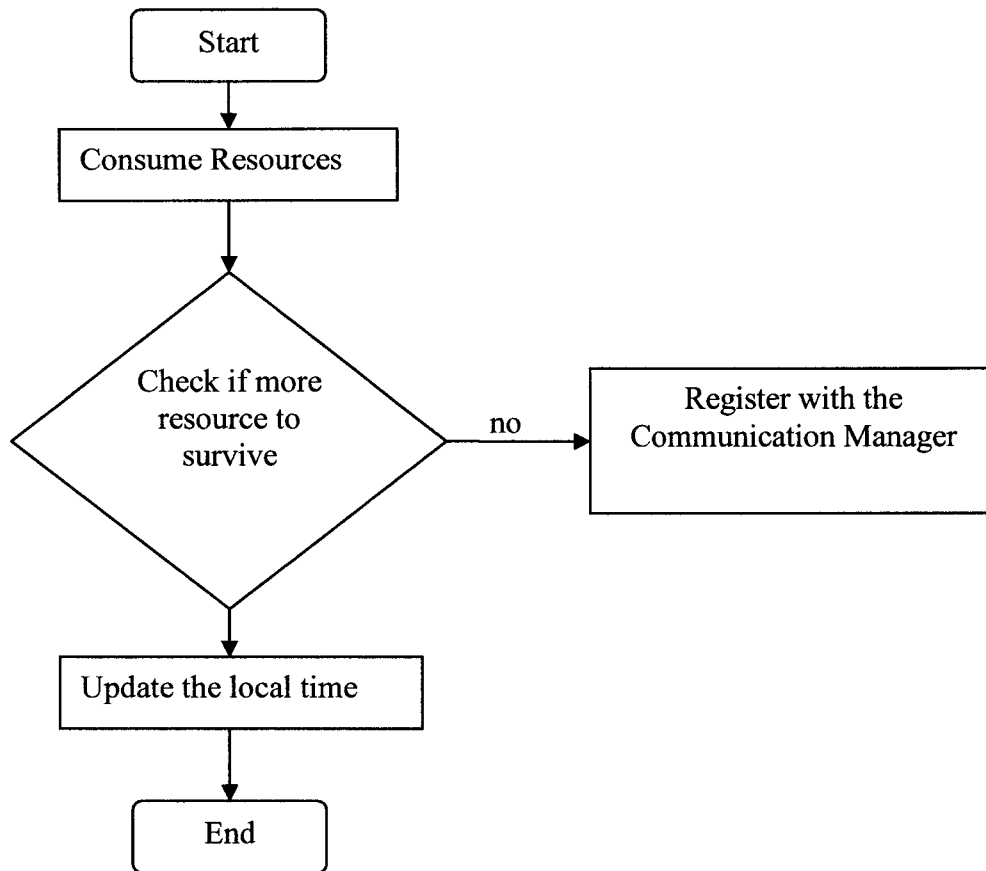 Start
Consume Resources
Check if more
resource to
survive
no
Register with the
Communication Manager
Update the local time
End